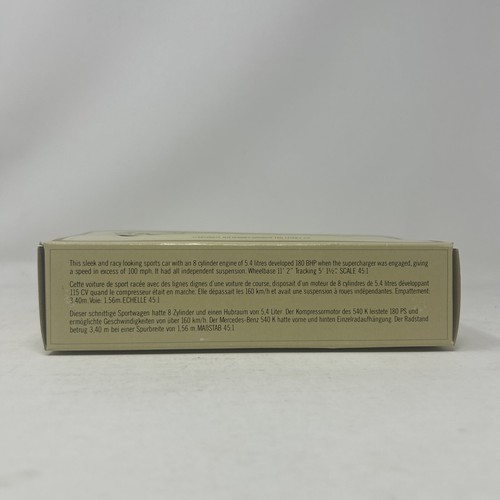 This sleek and racy looking sports car with an 8 cylinder engine of 5.4 litres developed 180 BHP when the supercharger was engaged, giving
a speed in excess of 100 mph. It had all independent suspension. Wheelbase 11' 2" Tracking 5' 1½". SCALE 45:1
Cette voiture de sport racée avec des lignes dignes d'une voiture de course, disposait d'un moteur de 8 cylindres de 5.4 litres développant
115 CV quand le compresseur était en marche. Elle dépassait les 160 km/h et avait une suspension à roues indépendantes. Empattement:
3.40m. Voie: 1.56m. ECHELLE 45:1
Dieser schnittige Sportwagen hatte 8 Zylinder und einen Hubraum von 5,4 Liter. Der Kompressormotor des 540 K leistete 180 PS und
ermöglichte Geschwindigkeiten von über 160 km/h. Der Mercedes-Benz 540 K hatte vorne und hinten Einzelradaufhängung. Der Radstand
betrug 3,40 m bei einer Spurbreite von 1,56 m. MAßSTAB 45:1